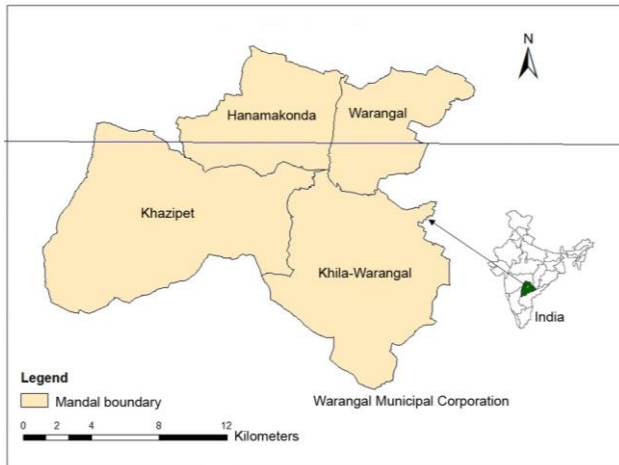 N
Hanamakonda
Warangal
Khazipet
Khila-Warangal
India
Legend
Mandal boundary
Warangal Municipal Corporation
0 2 4 8 12
Kilometers